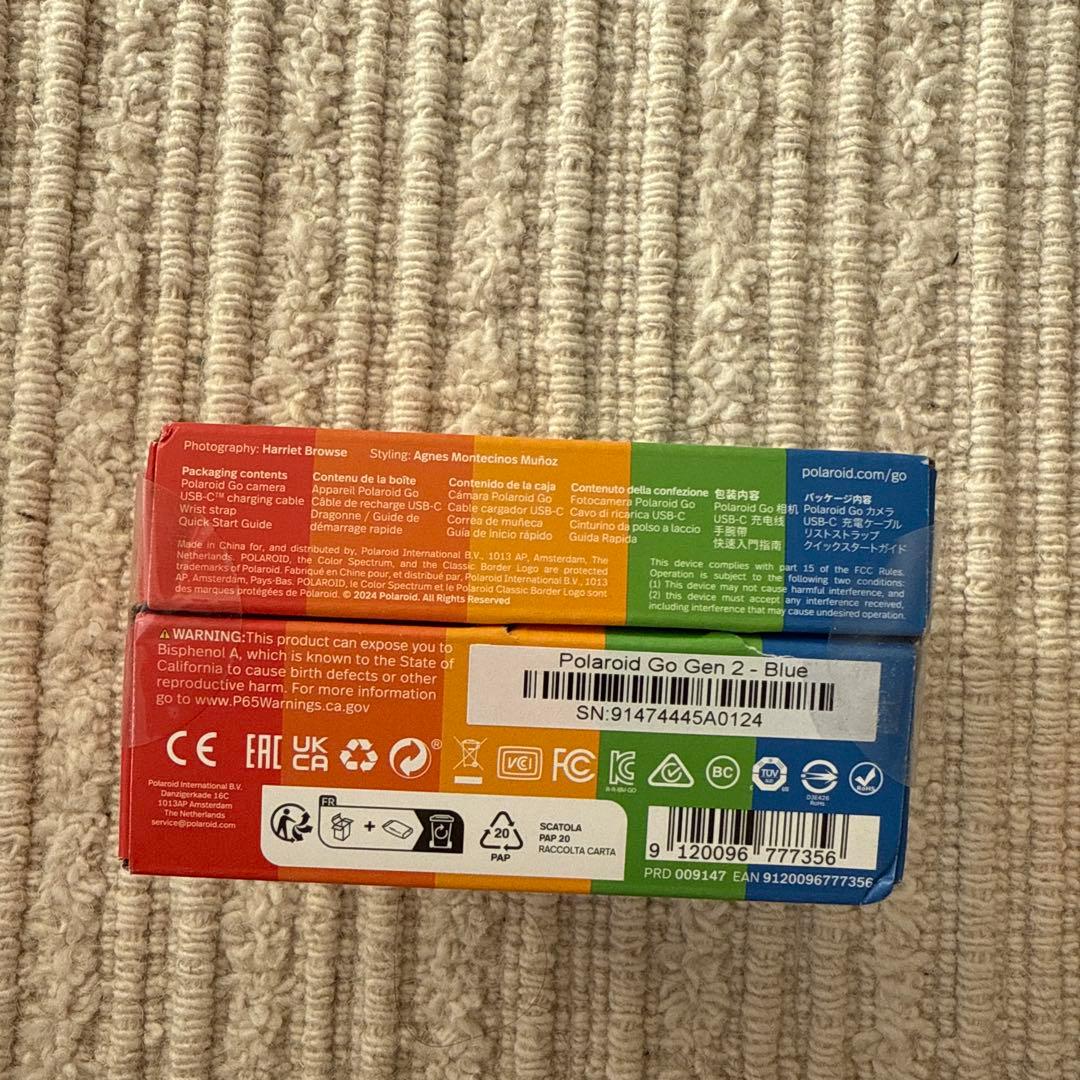 Photography: Harriet Browse Styling: Agnes Montecinos Muñoz
polaroid.com/go
Packaging contents
Polaroid Go camera
USB-C™ charging cable
Wrist strap
Quick Start Guide
Contenu de la boîte
Appareil Polaroid Go
Câble de recharge USB-C
Dragonne / Guide de
démarrage rapide
Contenido de la caja
Cámara Polaroid Go
Cable cargador USB-C
Correa de muñeca
Guía de inicio rápido
Contenuto della confezione
Fotocamera Polaroid Go
Cavo di ricarica USB-C
Cinturino da polso a laccio
Guida Rapida
包装内容
Polaroid Go 相机
USB-C 充电线
手腕带
快速入門指南
パッケージ内容
Polaroid Go カメラ
USB-C 充電ケーブル
リストストラップ
クイックスタートガイド
Made in China for, and distributed by, Polaroid International B.V., 1013 AP, Amsterdam, The
Netherlands. POLAROID, the Color Spectrum, and the Classic Border Logo are protected
trademarks of Polaroid. Fabriqué en Chine pour, et distribué par, Polaroid International B.V., 1013
AP, Amsterdam, Pays-Bas. POLAROID, le Color Spectrum et le Polaroid Classic Border Logo sont
des marques protégées de Polaroid. © 2024 Polaroid. All Rights Reserved
This device complies with part 15 of the FCC Rules.
Operation is subject to the following two conditions:
(1) This device may not cause harmful interference, and
(2) this device must accept any interference received,
including interference that may cause undesired operation.
⚠ WARNING:This product can expose you to
Bisphenol A, which is known to the State of
California to cause birth defects or other
reproductive harm. For more information
go to www.P65Warnings.ca.gov
Polaroid Go Gen 2 - Blue
SN:91474445A0124
CE EAC UK CA ® VCI FC BC TÜV RoHS
D3E426
RoHS
Polaroid International B.V.
Danzigerkade 16C
1013AP Amsterdam
The Netherlands
service@polaroid.com
FR
+
20
PAP
SCATOLA
PAP 20
RACCOLTA CARTA
9 120096 777356
PRD 009147 EAN 9120096777356